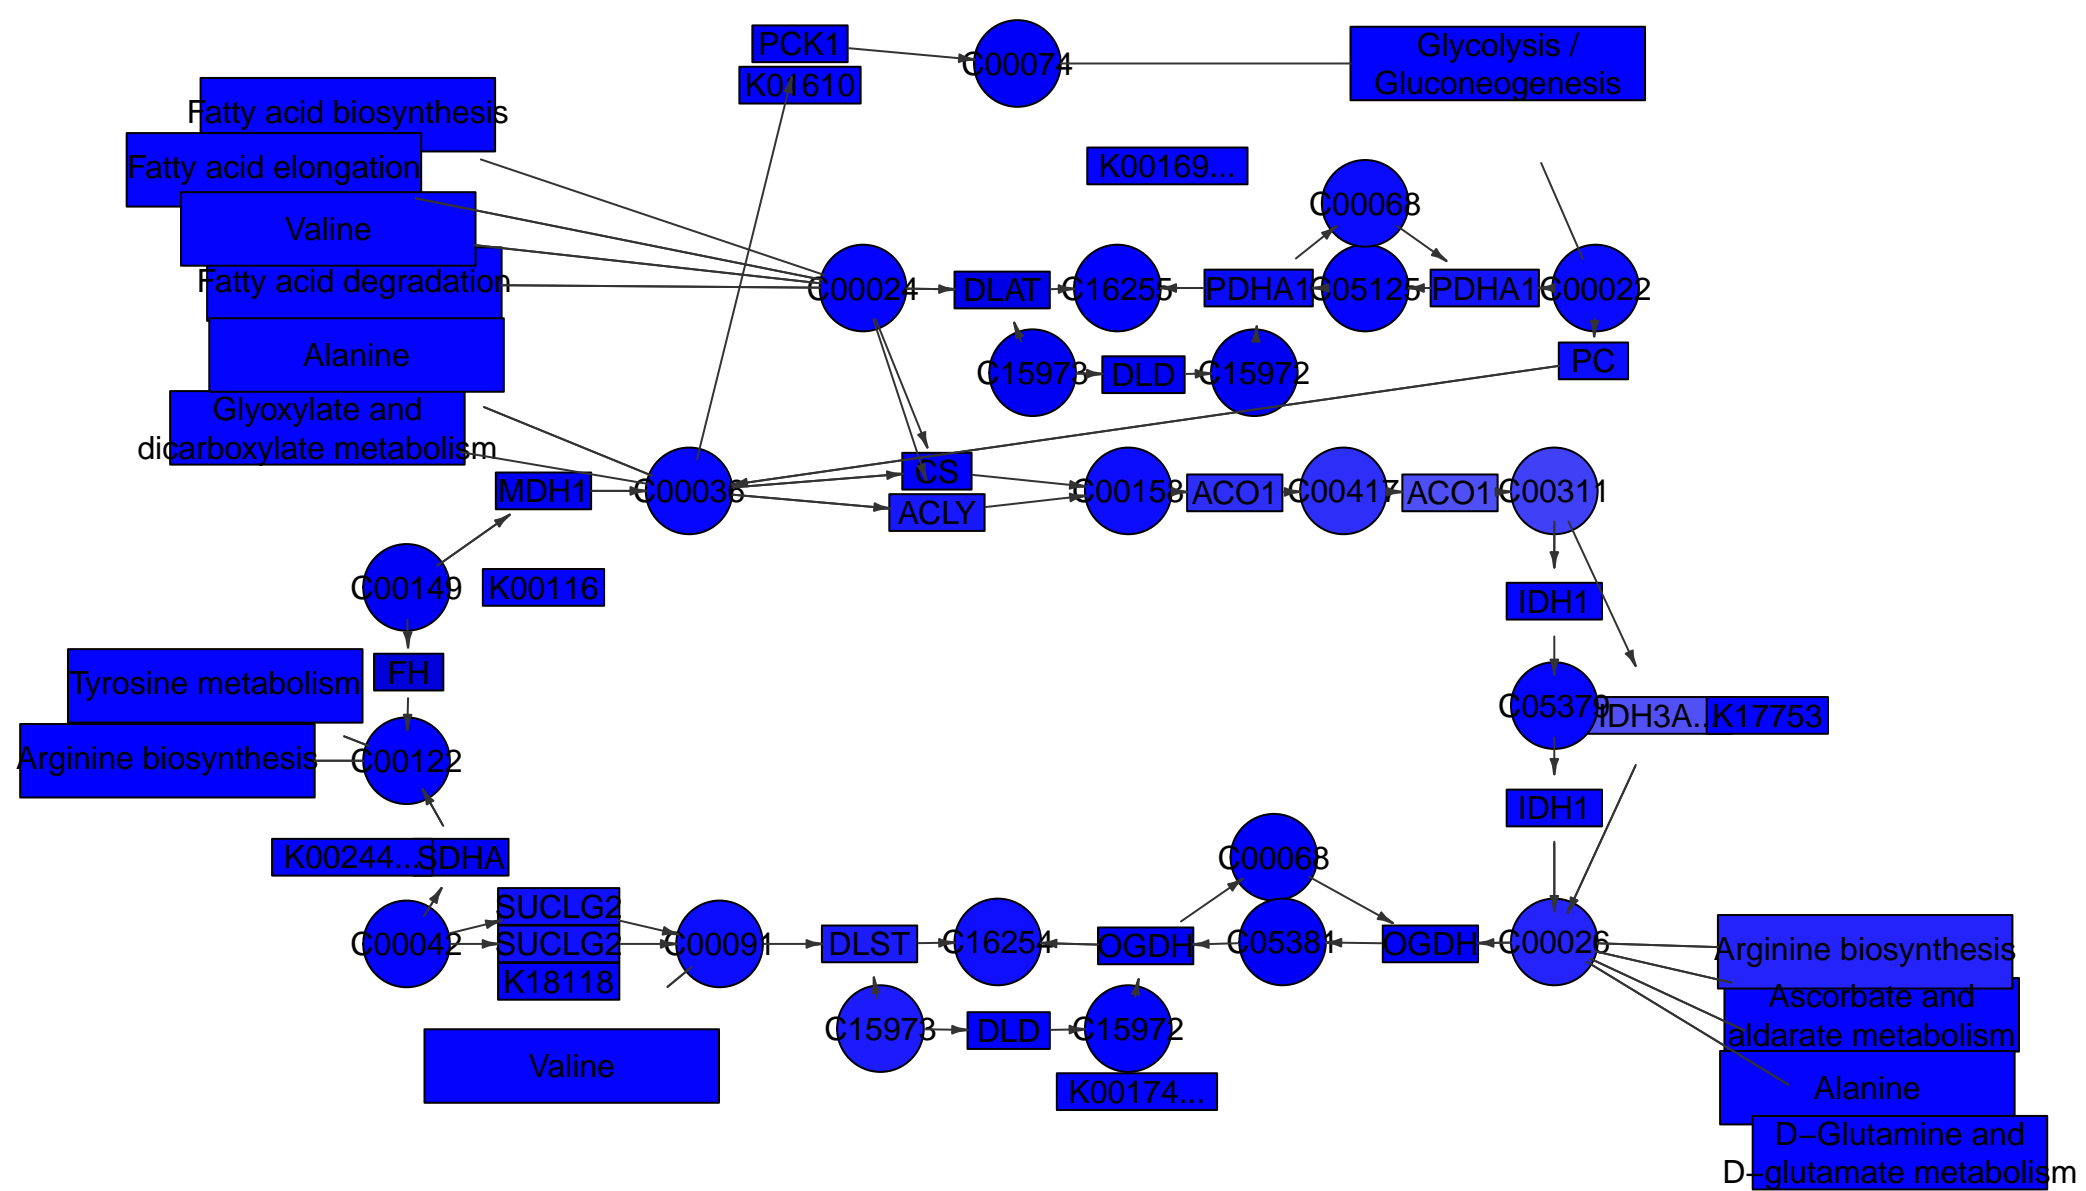 PCK1
C00074
Glycolysis /
Gluconeogenesis
K01610
Fatty acid biosynthesis
Fatty acid elongation
K00169...
C00068
Valine
Fatty acid degradation
C00024
DLAT
C16255
PDHA1
C05125
PDHA1
C00022
Alanine
C15973
DLD
C15972
PC
Glyoxylate and
dicarboxylate metabolism
MDH1
C00036
CS
ACLY
C00158
ACO1
C00417
ACO1
C00311
C00149
K00116
IDH1
FH
Tyrosine metabolism
C05379
IDH3A...
K17753
Arginine biosynthesis
C00122
IDH1
K00244...
SDHA
C00068
SUCLG2
C00042
SUCLG2
C00091
DLST
C16254
OGDH
C05381
OGDH
C00026
Arginine biosynthesis
K18118
Ascorbate and
aldarate metabolism
C15973
DLD
C15972
Valine
K00174...
Alanine
D−Glutamine and
D−glutamate metabolism